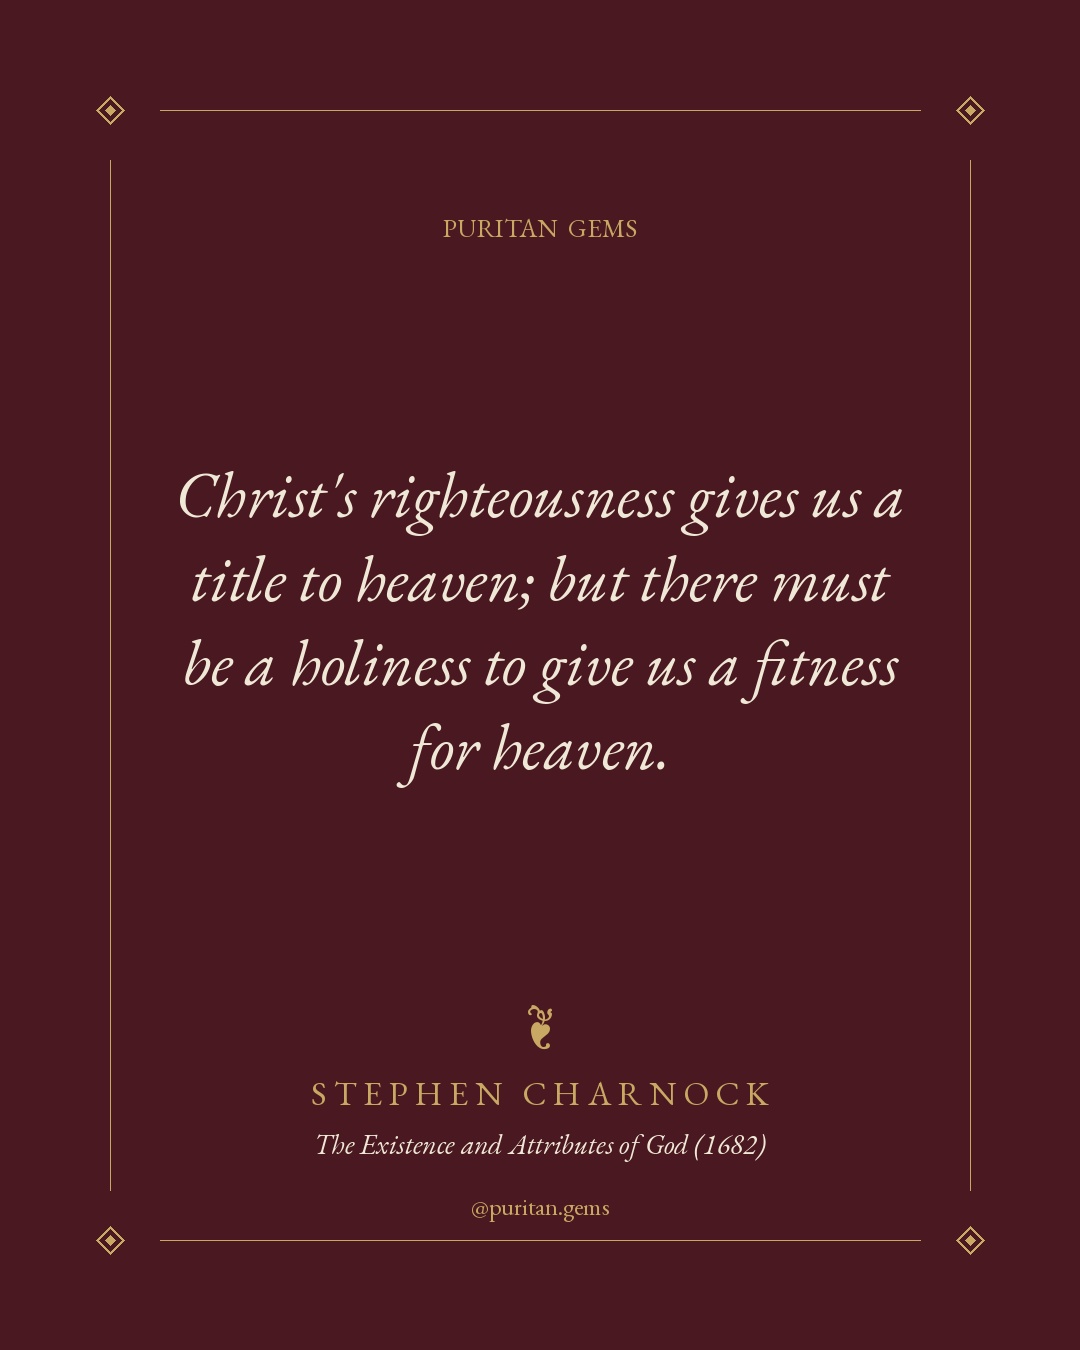 PURITAN GEMS
Christ's righteousness gives us a
title to heaven; but there must
be a holiness to give us a fitness
for heaven.
STEPHEN CHARNOCK
The Existence and Attributes of God (1682)
@puritan.gems